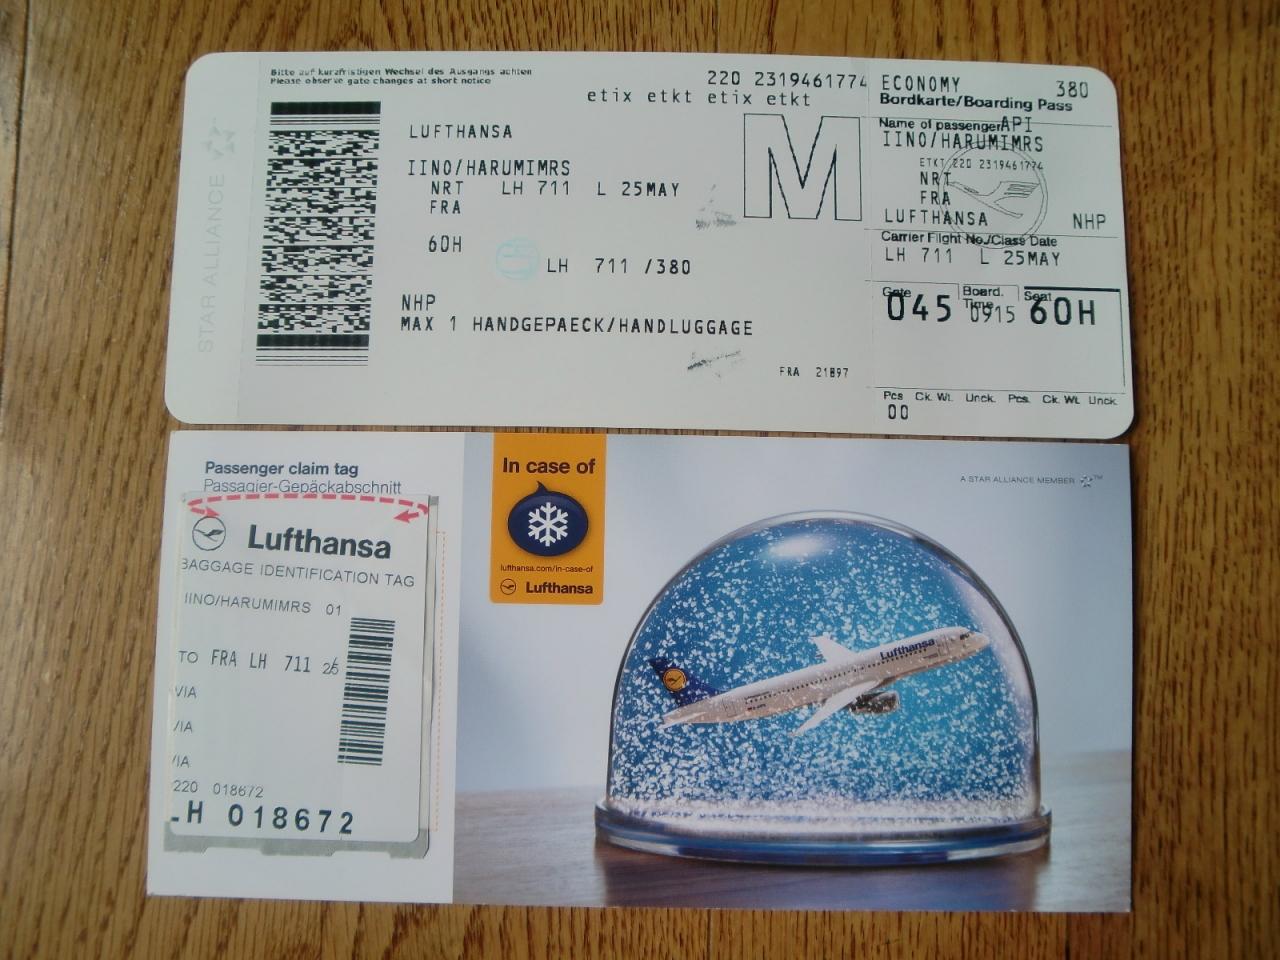 Bitte auf kurzfristigen Wechsel des Ausgangs achten
Please observe gate changes at short notice
220 2319461774
etix etkt etix etkt
LUFTHANSA
IINO/HARUMIMRS
NRT LH 711 L 25MAY
FRA
M
60H
LH 711 /380
NHP
MAX 1 HANDGEPAECK/HANDLUGGAGE
FRA 21897
STAR ALLIANCE
ECONOMY 380
Bordkarte/Boarding Pass
Name of passenger API
IINO/HARUMIMRS
ETKT 220 2319461774
NRT
FRA
LUFTHANSA NHP
Carrier Flight No./Class Date
LH 711 L 25MAY
Gate Board. Time Seat
045 0915 60H
Pcs Ck. Wt. Unck. Pcs. Ck. Wt. Unck.
00
Passenger claim tag
Passagier-Gepäckabschnitt
Lufthansa
BAGGAGE IDENTIFICATION TAG
IINO/HARUMIMRS 01
TO FRA LH 711
VIA
VIA
VIA
220 018672
LH 018672
In case of
lufthansa.com/in-case-of
Lufthansa
A STAR ALLIANCE MEMBER
TM
Lufthansa